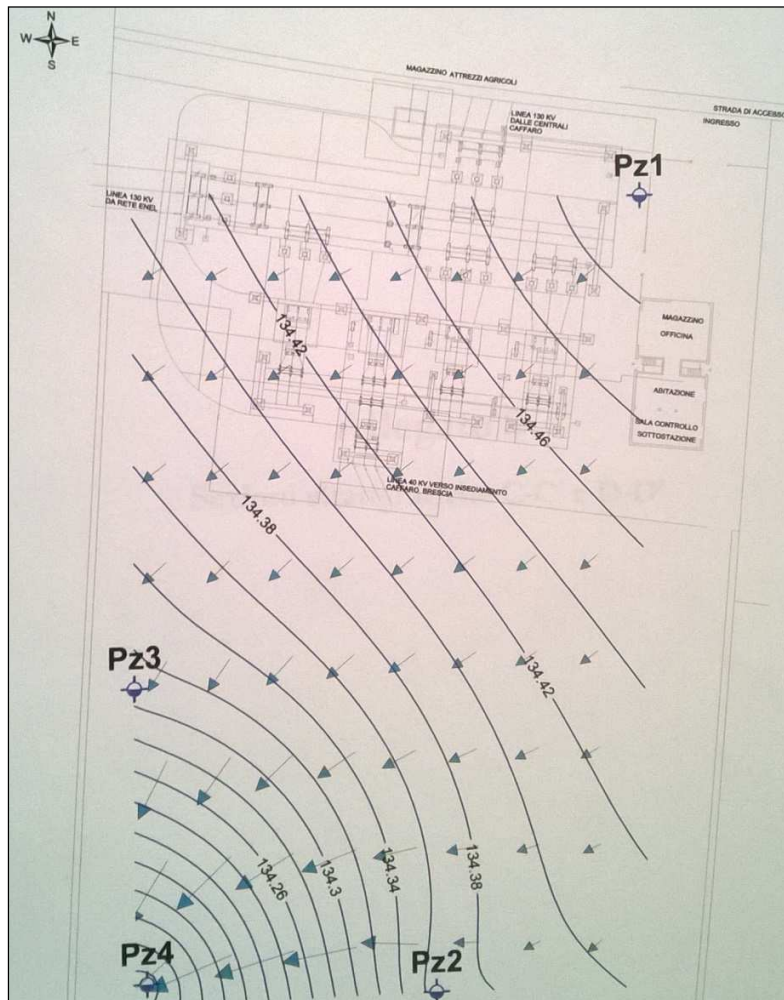 N
W E
S
MAGAZZINO ATTREZZI AGRICOLI
STRADA DI ACCESSO
INGRESSO
LINEA 130 KV
DALLE CENTRALI
CAFFARO
Pz1
LINEA 130 KV
DA RETE ENEL
MAGAZZINO
OFFICINA
134.42
ABITAZIONE
134.46
SALA CONTROLLO
SOTTOSTAZIONE
LINEA 40 KV VERSO INSEDIAMENTO
CAFFARO BRESCIA
134.38
Pz3
134.42
134.26
134.3
134.34
134.38
Pz4
Pz2